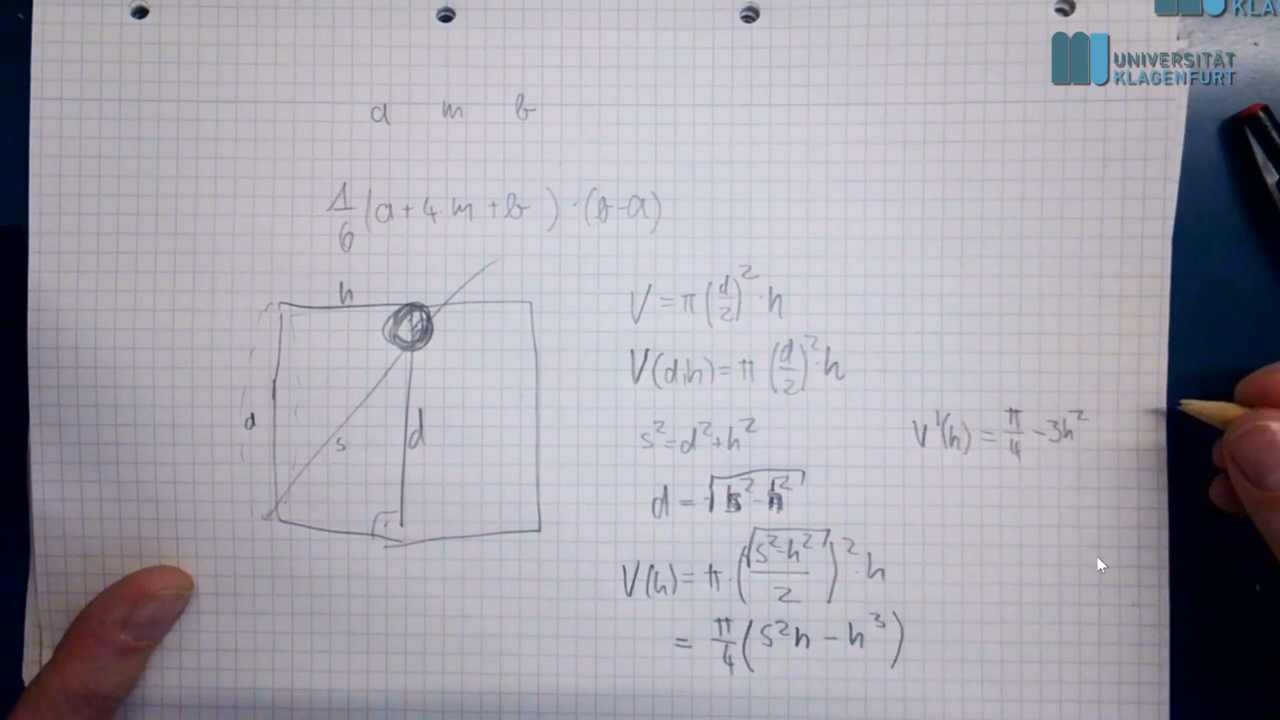 KLAG
UNIVERSITÄT
KLAGENFURT
a m b
1/6 (a+4m+b) · (b-a)
h
d
s
d
V = π (d/2)² · h
V(d,h) = π (d/2)² · h
s² = d² + h²
d = √(s² - h²)
V(h) = π · (√(s²-h²)/2)² · h
= π/4 (s²h - h³)
V'(h) = π/4 - 3h²